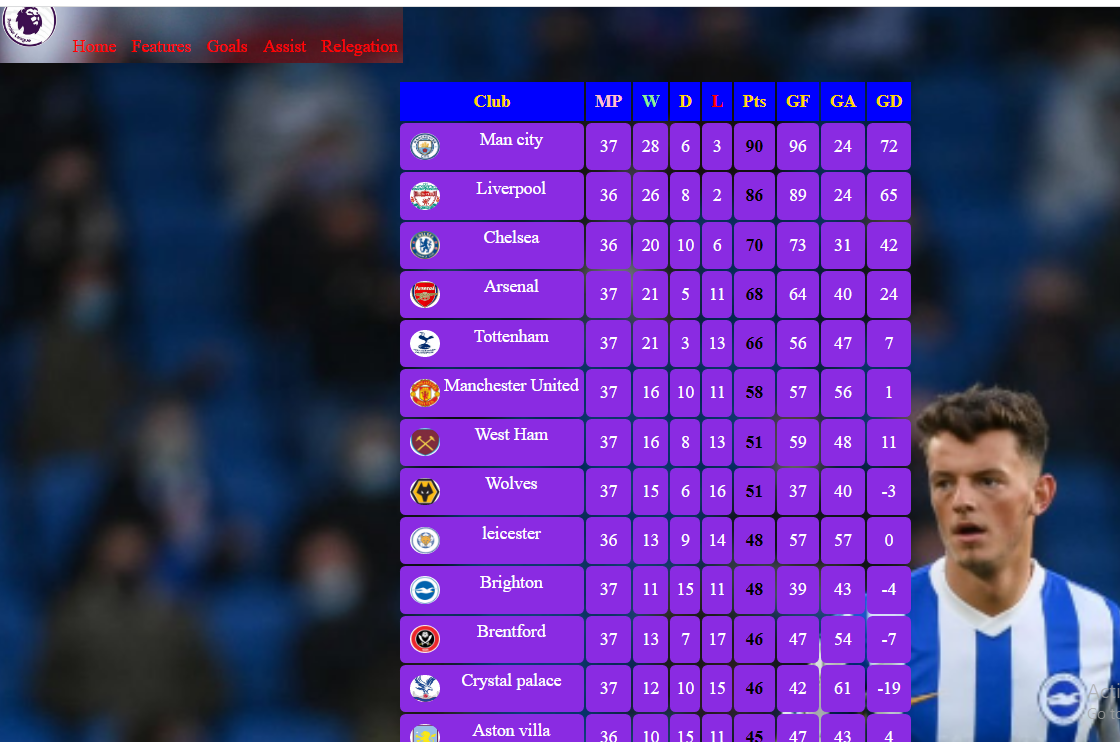 Home Features Goals Assist Relegation
Club MP W D L Pts GF GA GD
Man city 37 28 6 3 90 96 24 72
Liverpool 36 26 8 2 86 89 24 65
Chelsea 36 20 10 6 70 73 31 42
Arsenal 37 21 5 11 68 64 40 24
Tottenham 37 21 3 13 66 56 47 7
Manchester United 37 16 10 11 58 57 56 1
West Ham 37 16 8 13 51 59 48 11
Wolves 37 15 6 16 51 37 40 -3
leicester 36 13 9 14 48 57 57 0
Brighton 37 11 15 11 48 39 43 -4
Brentford 37 13 7 17 46 47 54 -7
Crystal palace 37 12 10 15 46 42 61 -19
Aston villa 36 10 15 11 45 47 43 4